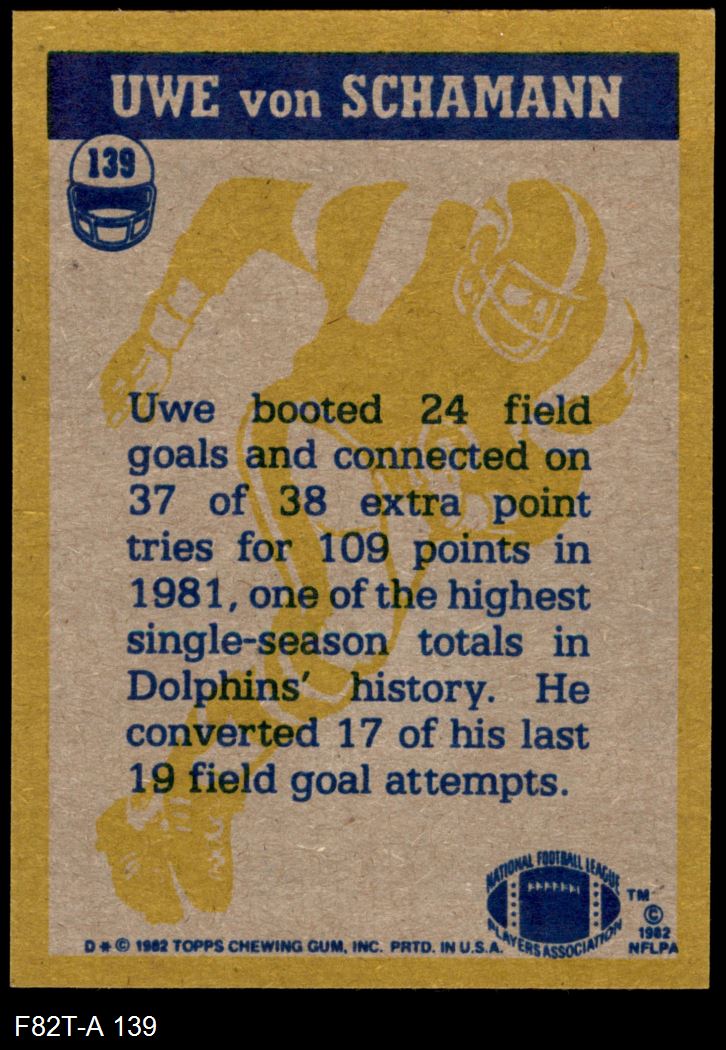 UWE von SCHAMANN
139
Uwe booted 24 field
goals and connected on
37 of 38 extra point
tries for 109 points in
1981, one of the highest
single-season totals in
Dolphins' history. He
converted 17 of his last
19 field goal attempts.
NATIONAL FOOTBALL LEAGUE
PLAYERS ASSOCIATION
TM
©
1982
NFLPA
D * © 1982 TOPPS CHEWING GUM, INC. PRTD. IN U.S.A.
F82T-A 139